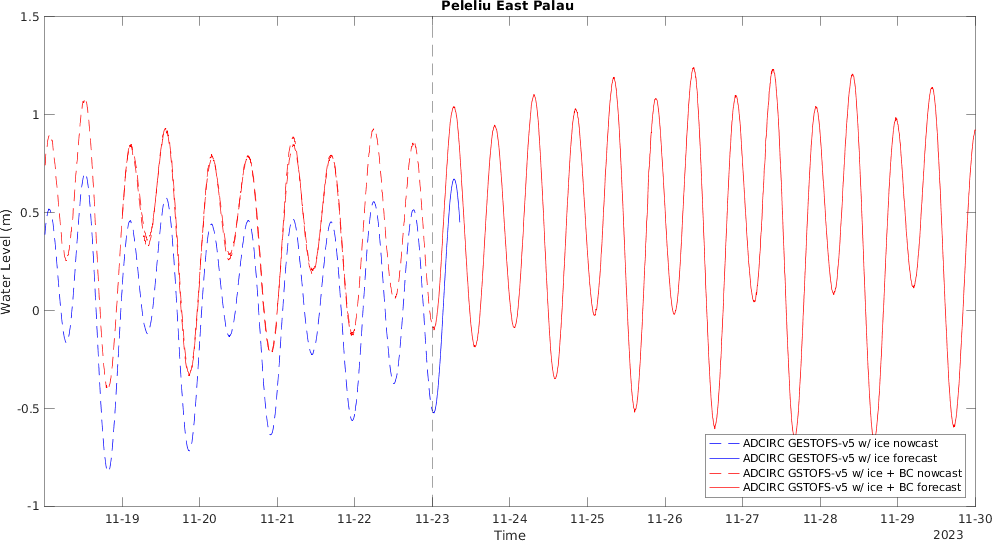 Peleliu East Palau
Water Level (m)
1.5
1
0.5
0
-0.5
-1
11-19 11-20 11-21 11-22 11-23 11-24 11-25 11-26 11-27 11-28 11-29 11-30
Time
2023
ADCIRC GESTOFS-v5 w/ ice nowcast
ADCIRC GESTOFS-v5 w/ ice forecast
ADCIRC GSTOFS-v5 w/ ice + BC nowcast
ADCIRC GSTOFS-v5 w/ ice + BC forecast